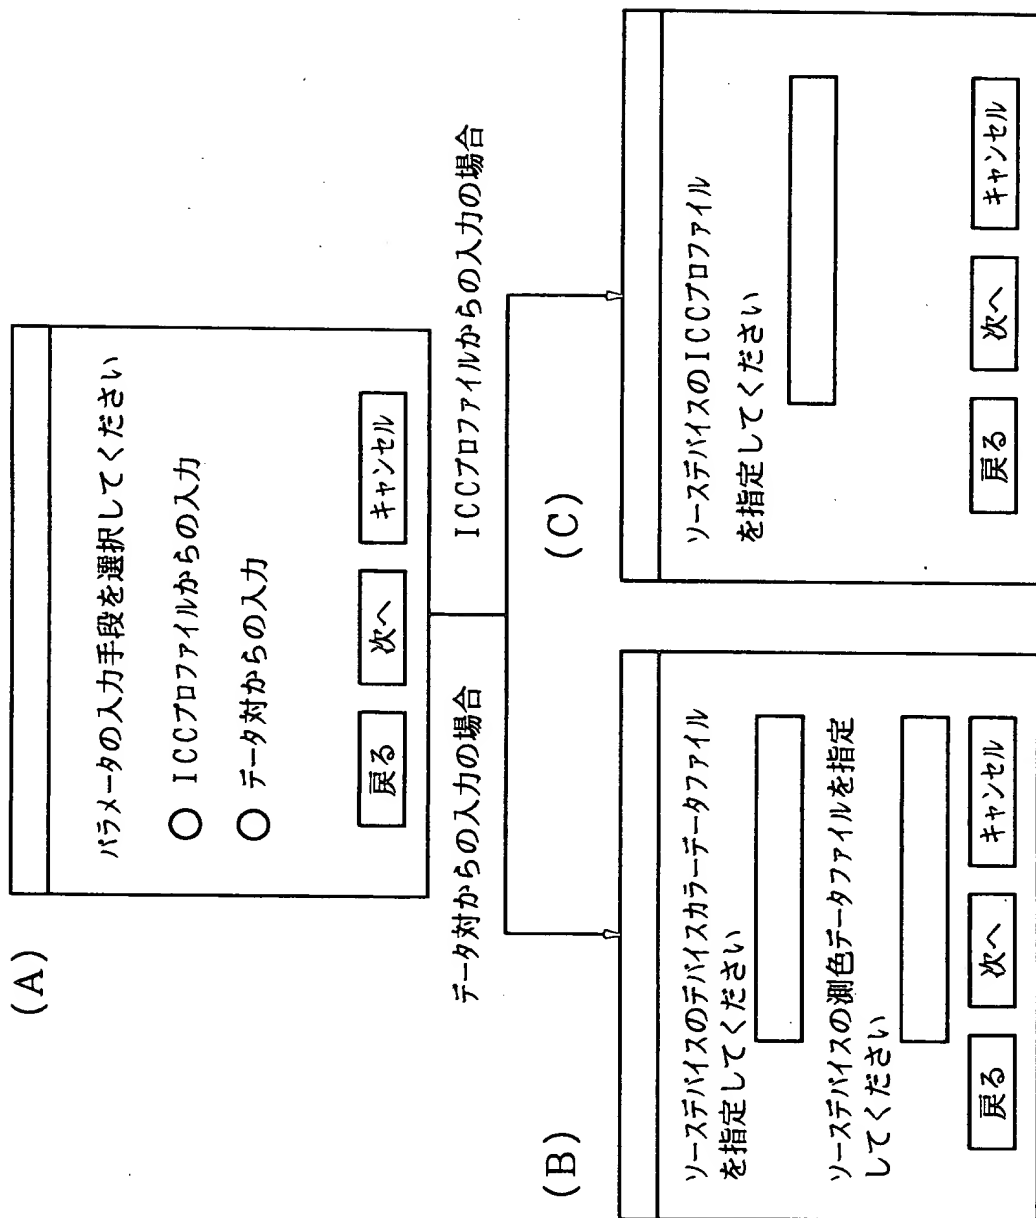 (A)
パラメータの入力手段を選択してください
○ ICCプロファイルからの入力
○ データ対からの入力
戻る
次へ
キャンセル
データ対からの入力の場合
ICCプロファイルからの入力の場合
(B)
ソースデバイスのデバイスカラーデータファイル
を指定してください
ソースデバイスの測色データファイルを指定
してください
戻る
次へ
キャンセル
(C)
ソースデバイスのICCプロファイル
を指定してください
戻る
次へ
キャンセル